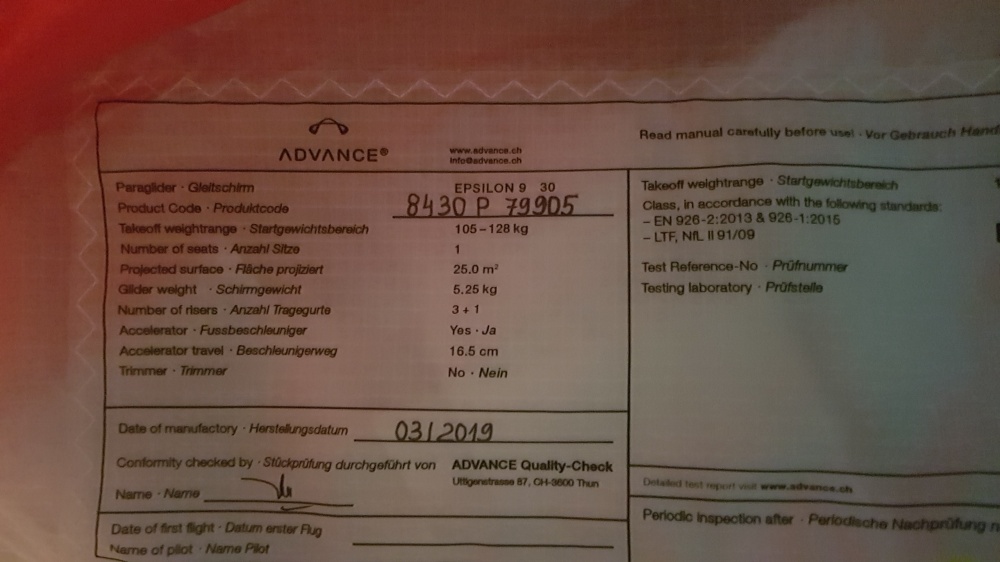 ADVANCE®
www.advance.ch
info@advance.ch
Paraglider · Gleitschirm EPSILON 9 30
Product Code · Produktcode 8430 P 79905
Takeoff weightrange · Startgewichtsbereich 105–128 kg
Number of seats · Anzahl Sitze 1
Projected surface · Fläche projiziert 25.0 m²
Glider weight · Schirmgewicht 5,25 kg
Number of risers · Anzahl Tragegurte 3 + 1
Accelerator · Fussbeschleuniger Yes · Ja
Accelerator travel · Beschleunigerweg 16.5 cm
Trimmer · Trimmer No · Nein
Date of manufactory · Herstellungsdatum 03/2019
Conformity checked by · Stückprüfung durchgeführt von ADVANCE Quality-Check
Uttigenstrasse 87, CH-3600 Thun
Name · Name
Date of first flight · Datum erster Flug
Name of pilot · Name Pilot
Read manual carefully before use! · Vor Gebrauch Hand
Takeoff weightrange · Startgewichtsbereich
Class, in accordance with the following standards:
– EN 926-2:2013 & 926-1:2015
– LTF, NfL II 91/09
Test Reference-No · Prüfnummer
Testing laboratory · Prüfstelle
Detailed test report visit www.advance.ch
Periodic inspection after · Periodische Nachprüfung n